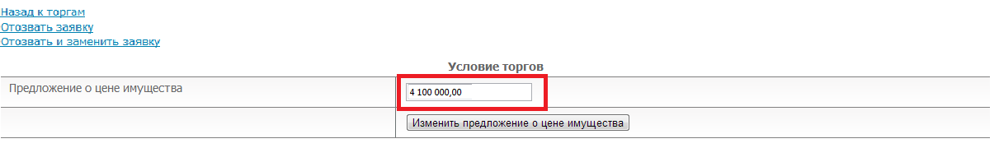 Назад к торгам
Отозвать заявку
Отозвать и заменить заявку
Условие торгов
Предложение о цене имущества
4 100 000,00
Изменить предложение о цене имущества